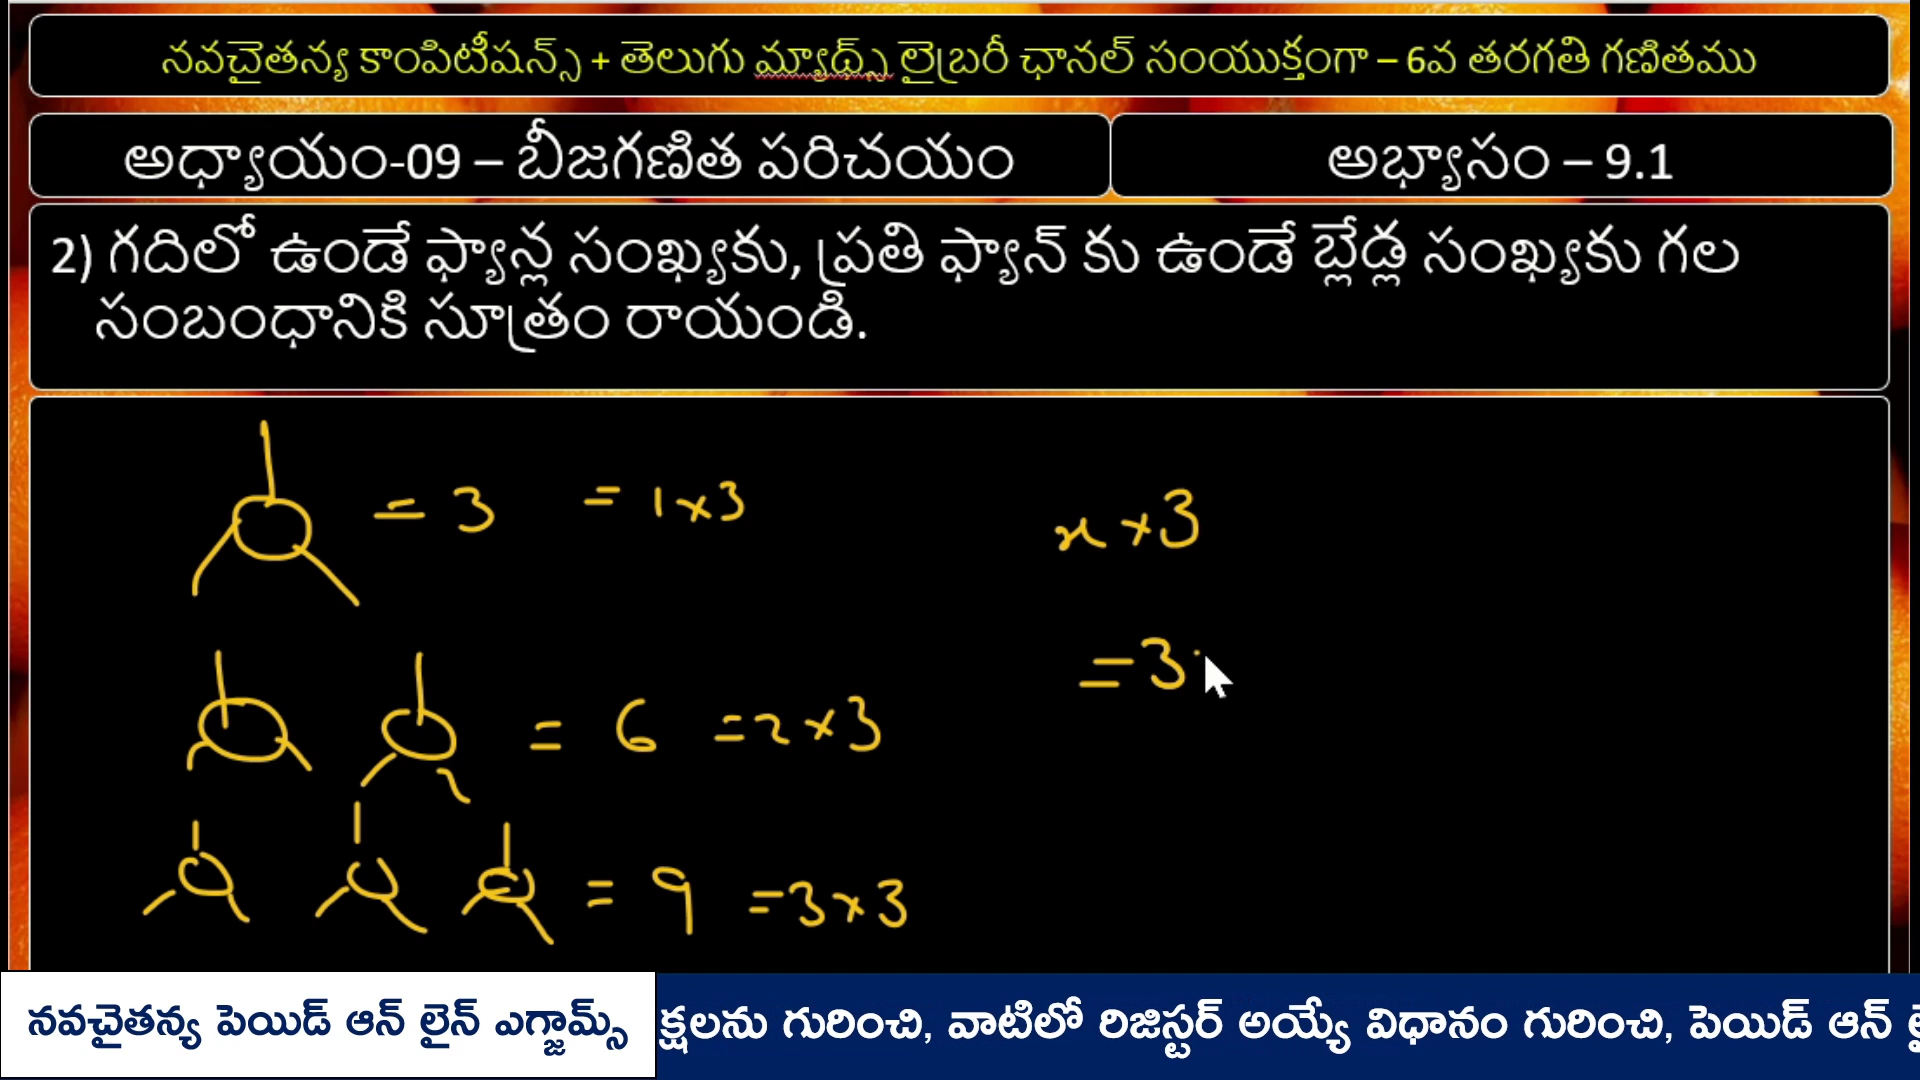 నవచైతన్య కాంపిటీషన్స్ + తెలుగు మ్యాథ్స్ లైబ్రరీ ఛానల్ సంయుక్తంగా – 6వ తరగతి గణితము
అధ్యాయం-09 – బీజగణిత పరిచయం
అభ్యాసం – 9.1
2) గదిలో ఉండే ఫ్యాన్ల సంఖ్యకు, ప్రతి ఫ్యాన్ కు ఉండే బ్లేడ్ల సంఖ్యకు గల
సంబంధానికి సూత్రం రాయండి.
= 3 = 1×3
x×3
= 6 = 2×3
= 3
= 9 = 3×3
నవచైతన్య పెయిడ్ ఆన్ లైన్ ఎగ్జామ్స్
క్షలను గురించి, వాటిలో రిజిస్టర్ అయ్యే విధానం గురించి, పెయిడ్ ఆన్